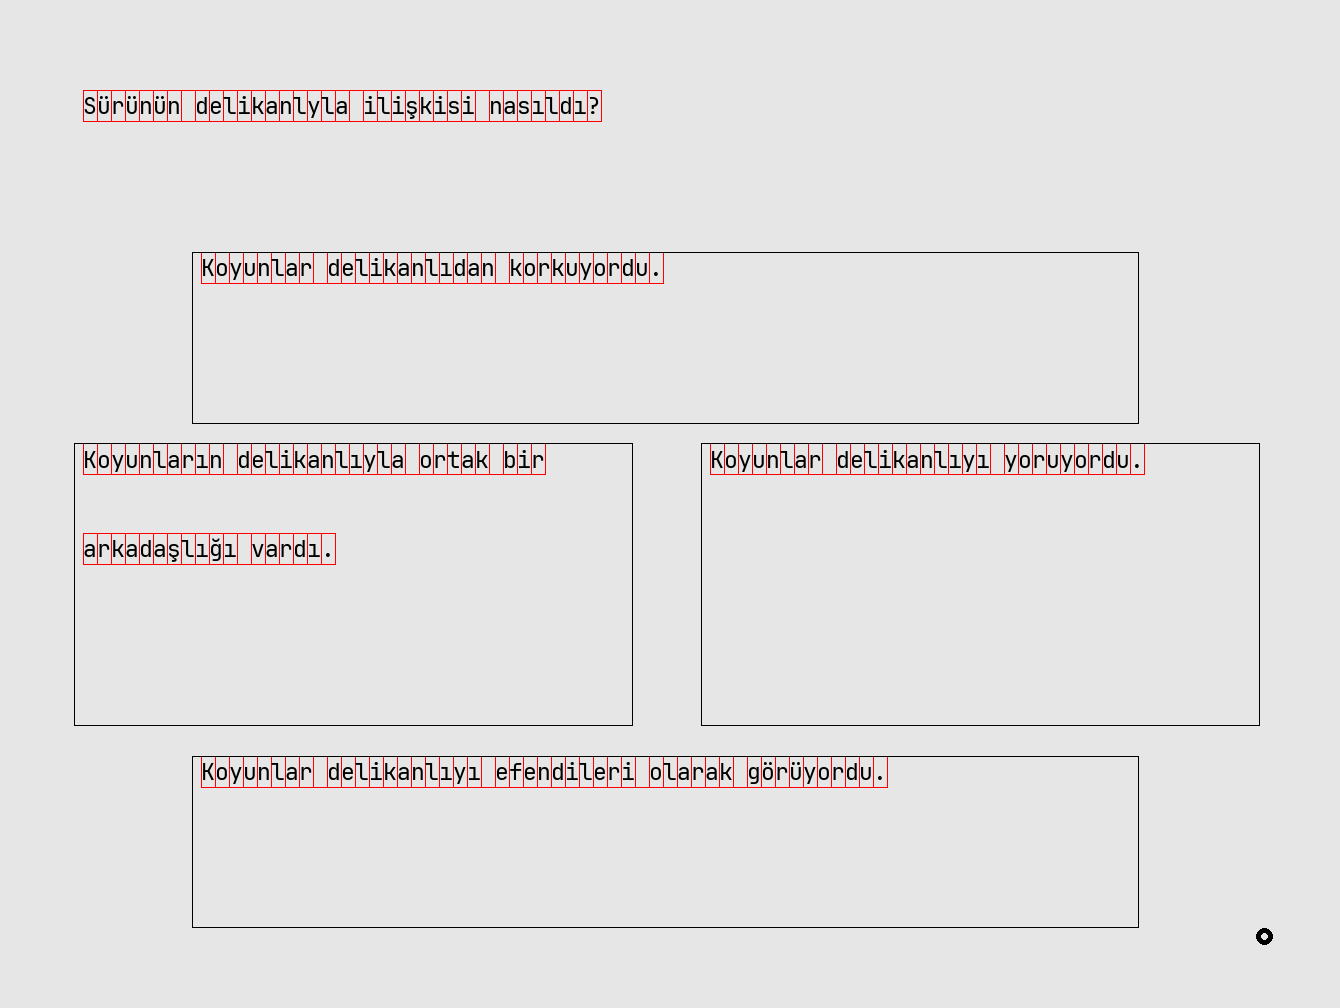 Sürünün delikanlyla ilişkisi nasıldı?
Koyunlar delikanlıdan korkuyordu.
Koyunların delikanlıyla ortak bir
arkadaşlığı vardı.
Koyunlar delikanlıyı yoruyordu.
Koyunlar delikanlıyı efendileri olarak görüyordu.